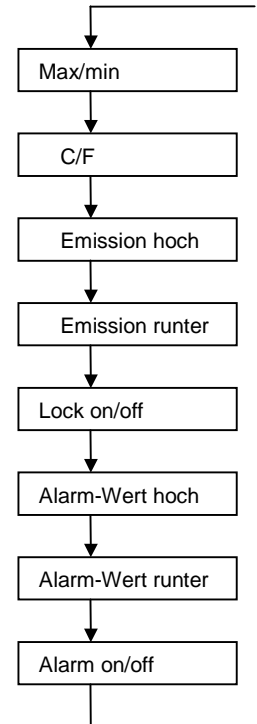 Max/min
C/F
Emission hoch
Emission runter
Lock on/off
Alarm-Wert hoch
Alarm-Wert runter
Alarm on/off